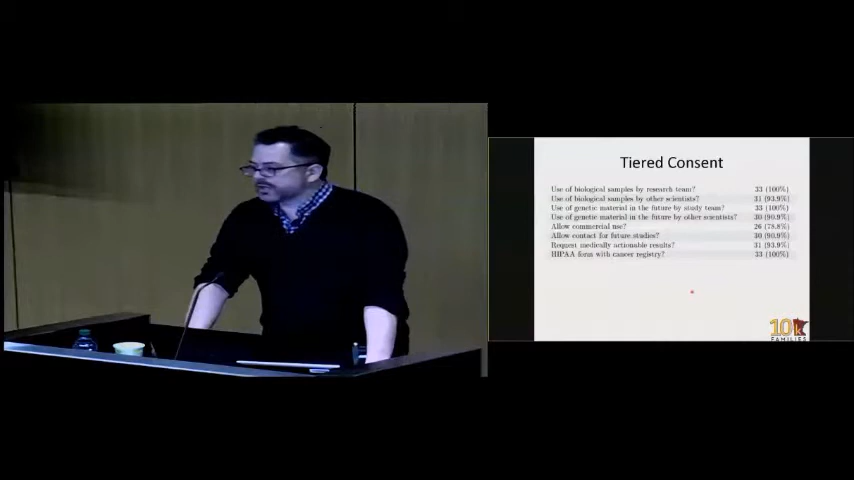 Tiered Consent
Use of biological samples by research team? 33 (100%)
Use of biological samples by other scientists? 31 (93.9%)
Use of genetic material in the future by study team? 33 (100%)
Use of genetic material in the future by other scientists? 30 (90.9%)
Allow commercial use? 26 (78.8%)
Allow contact for future studies? 30 (90.9%)
Request medically actionable results? 31 (93.9%)
HIPAA form with cancer registry? 33 (100%)
10K
FAMILIES